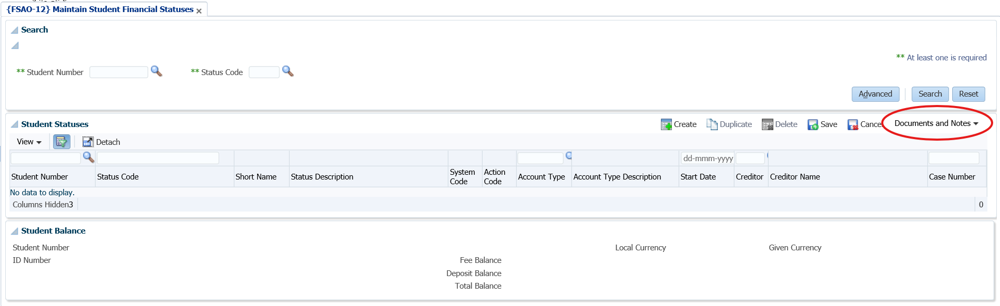 {FSAO-12} Maintain Student Financial Statuses
Search
** At least one is required
** Student Number ** Status Code
Advanced Search Reset
Student Statuses Create Duplicate Delete Save Cance Documents and Notes
View Detach
dd-mmm-yyyy
Student Number Status Code Short Name Status Description System Code Action Code Account Type Account Type Description Start Date Creditor Creditor Name Case Number
No data to display.
Columns Hidden3 0
Student Balance
Student Number Local Currency Given Currency
ID Number Fee Balance
Deposit Balance
Total Balance